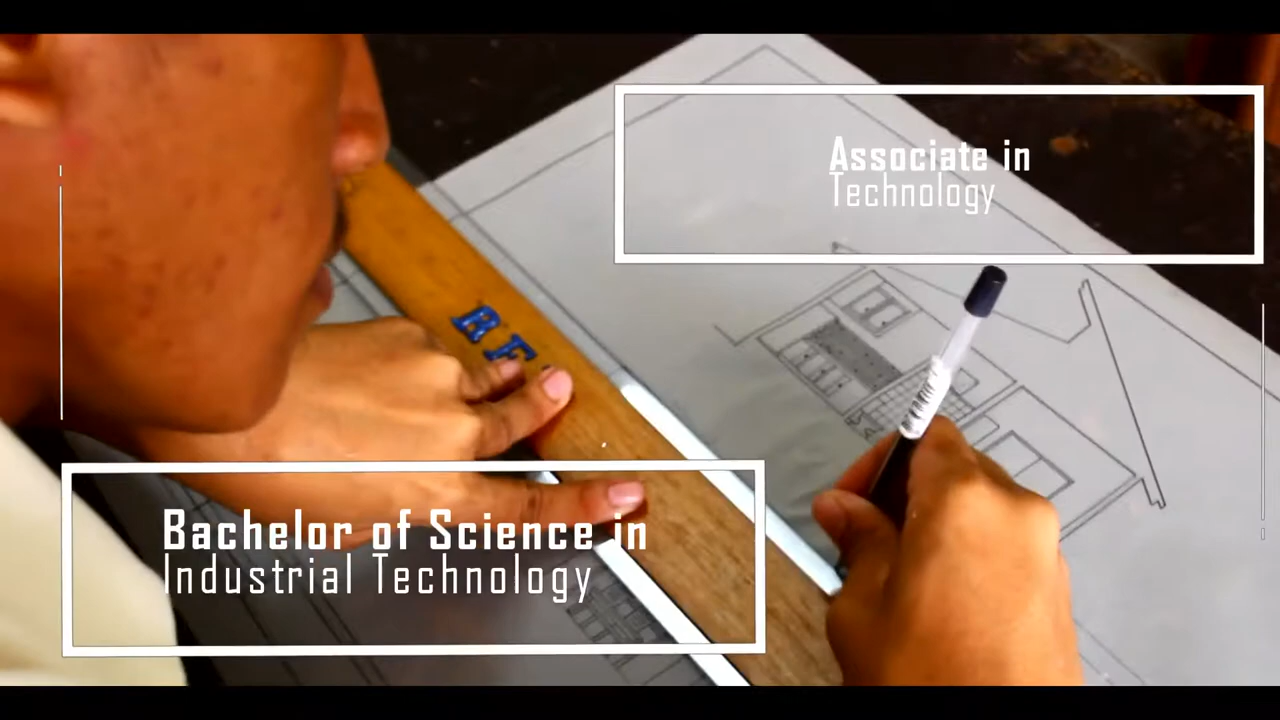 Associate in
Technology
R F
Bachelor of Science in
Industrial Technology